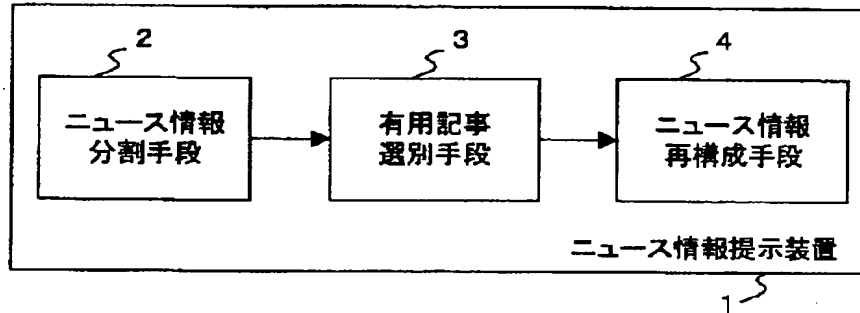 2
3
4
ニュース情報
分割手段
有用記事
選別手段
ニュース情報
再構成手段
ニュース情報提示装置
1